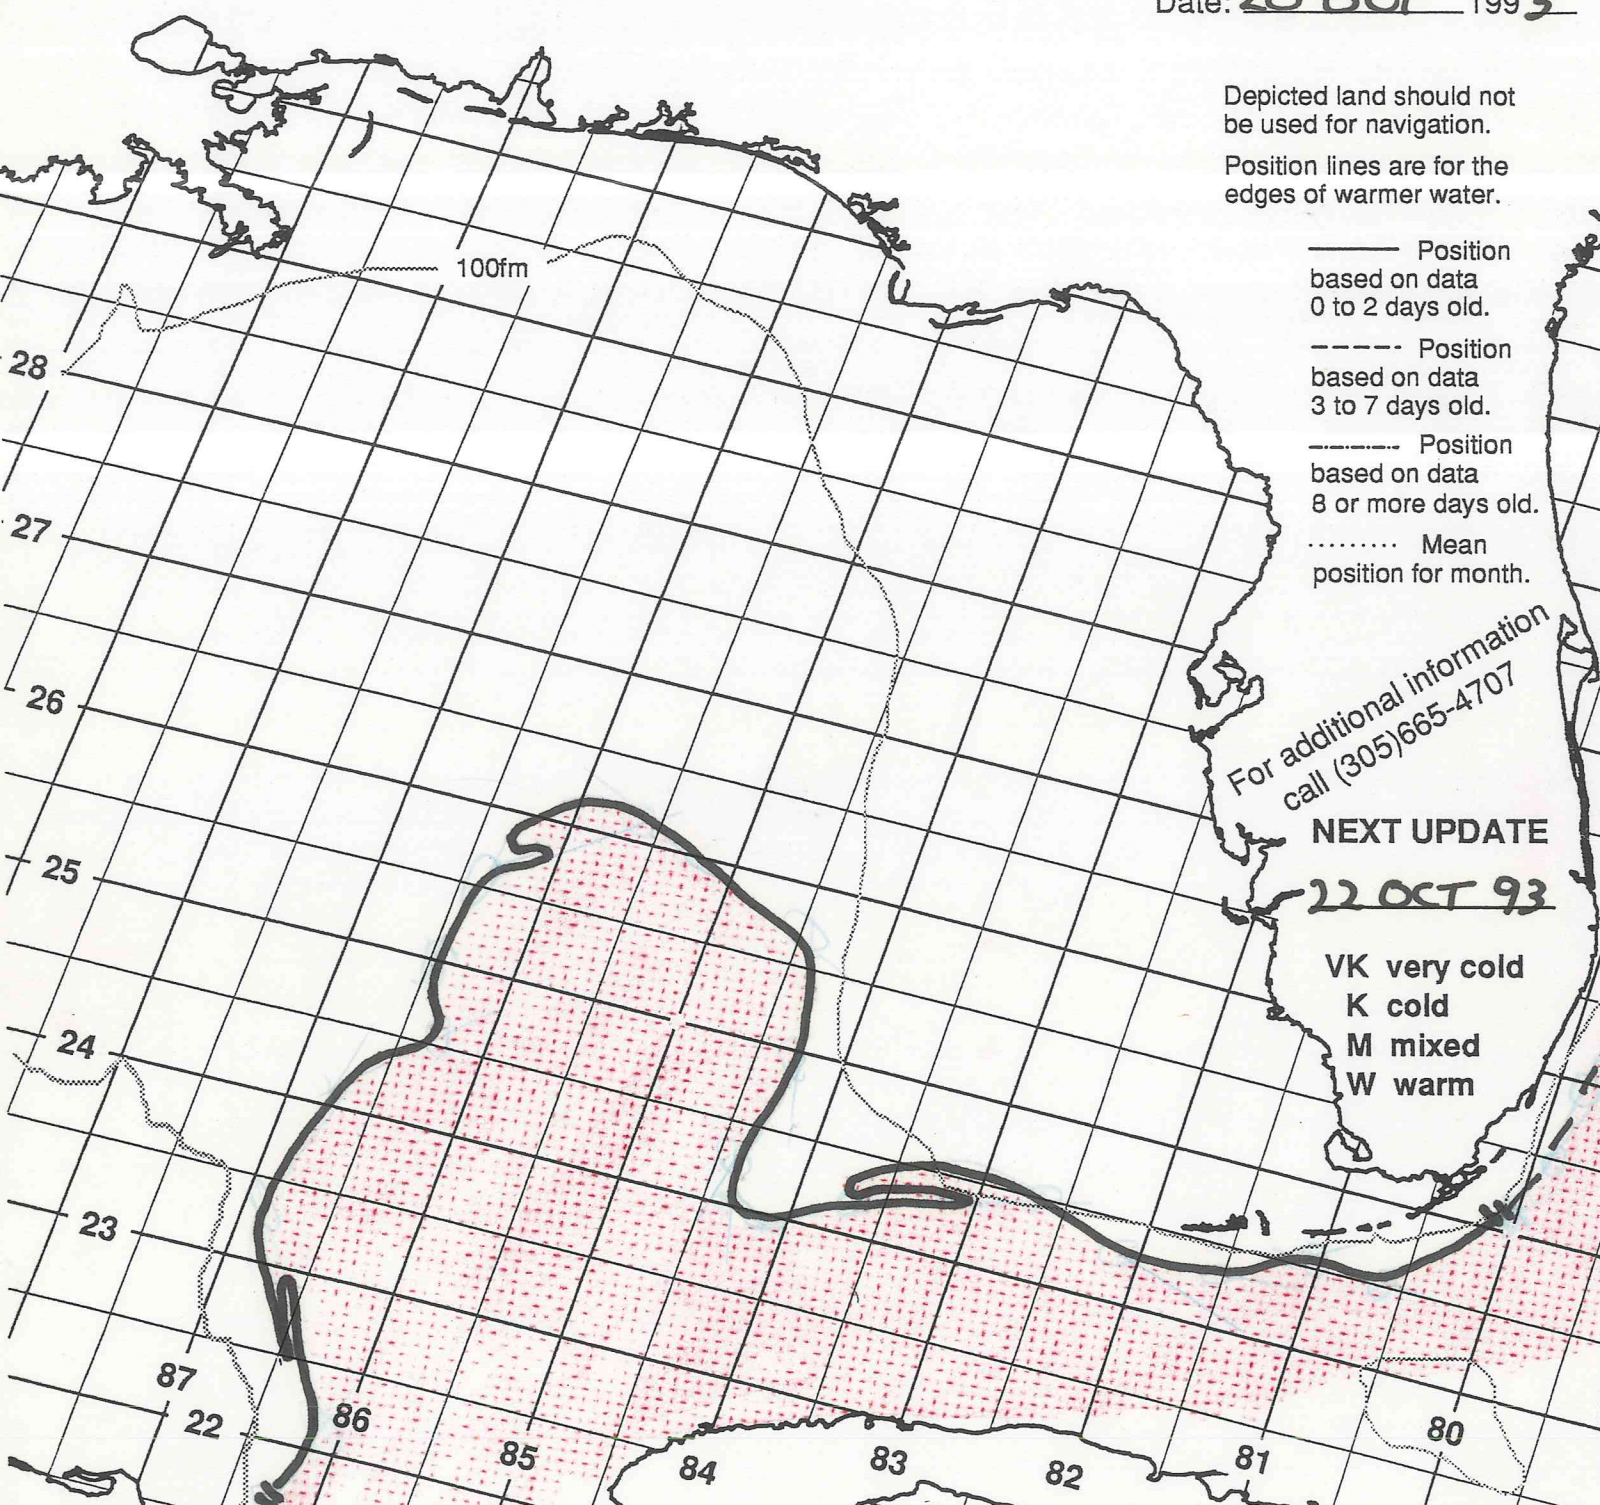 Date: 20 OCT 1993
Depicted land should not
be used for navigation.
Position lines are for the
edges of warmer water.
Position
based on data
0 to 2 days old.
Position
based on data
3 to 7 days old.
Position
based on data
8 or more days old.
Mean
position for month.
For additional information
call (305)665-4707
NEXT UPDATE
22 OCT 93
VK very cold
K cold
M mixed
W warm
100fm
28
27
26
25
24
23
22
87
86
85
84
83
82
81
80